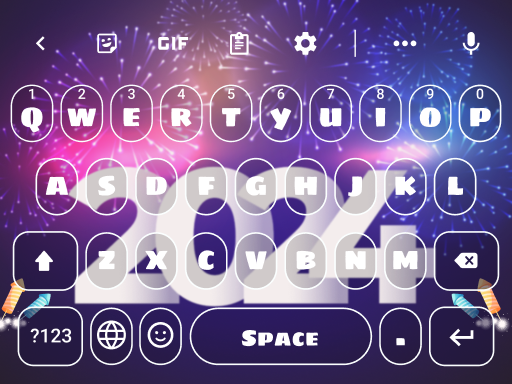 GIF
1 2 3 4 5 6 7 8 9 0
Q W E R T Y U I O P
A S D F G H J K L
2024
Z X C V B N M
?123 Space .